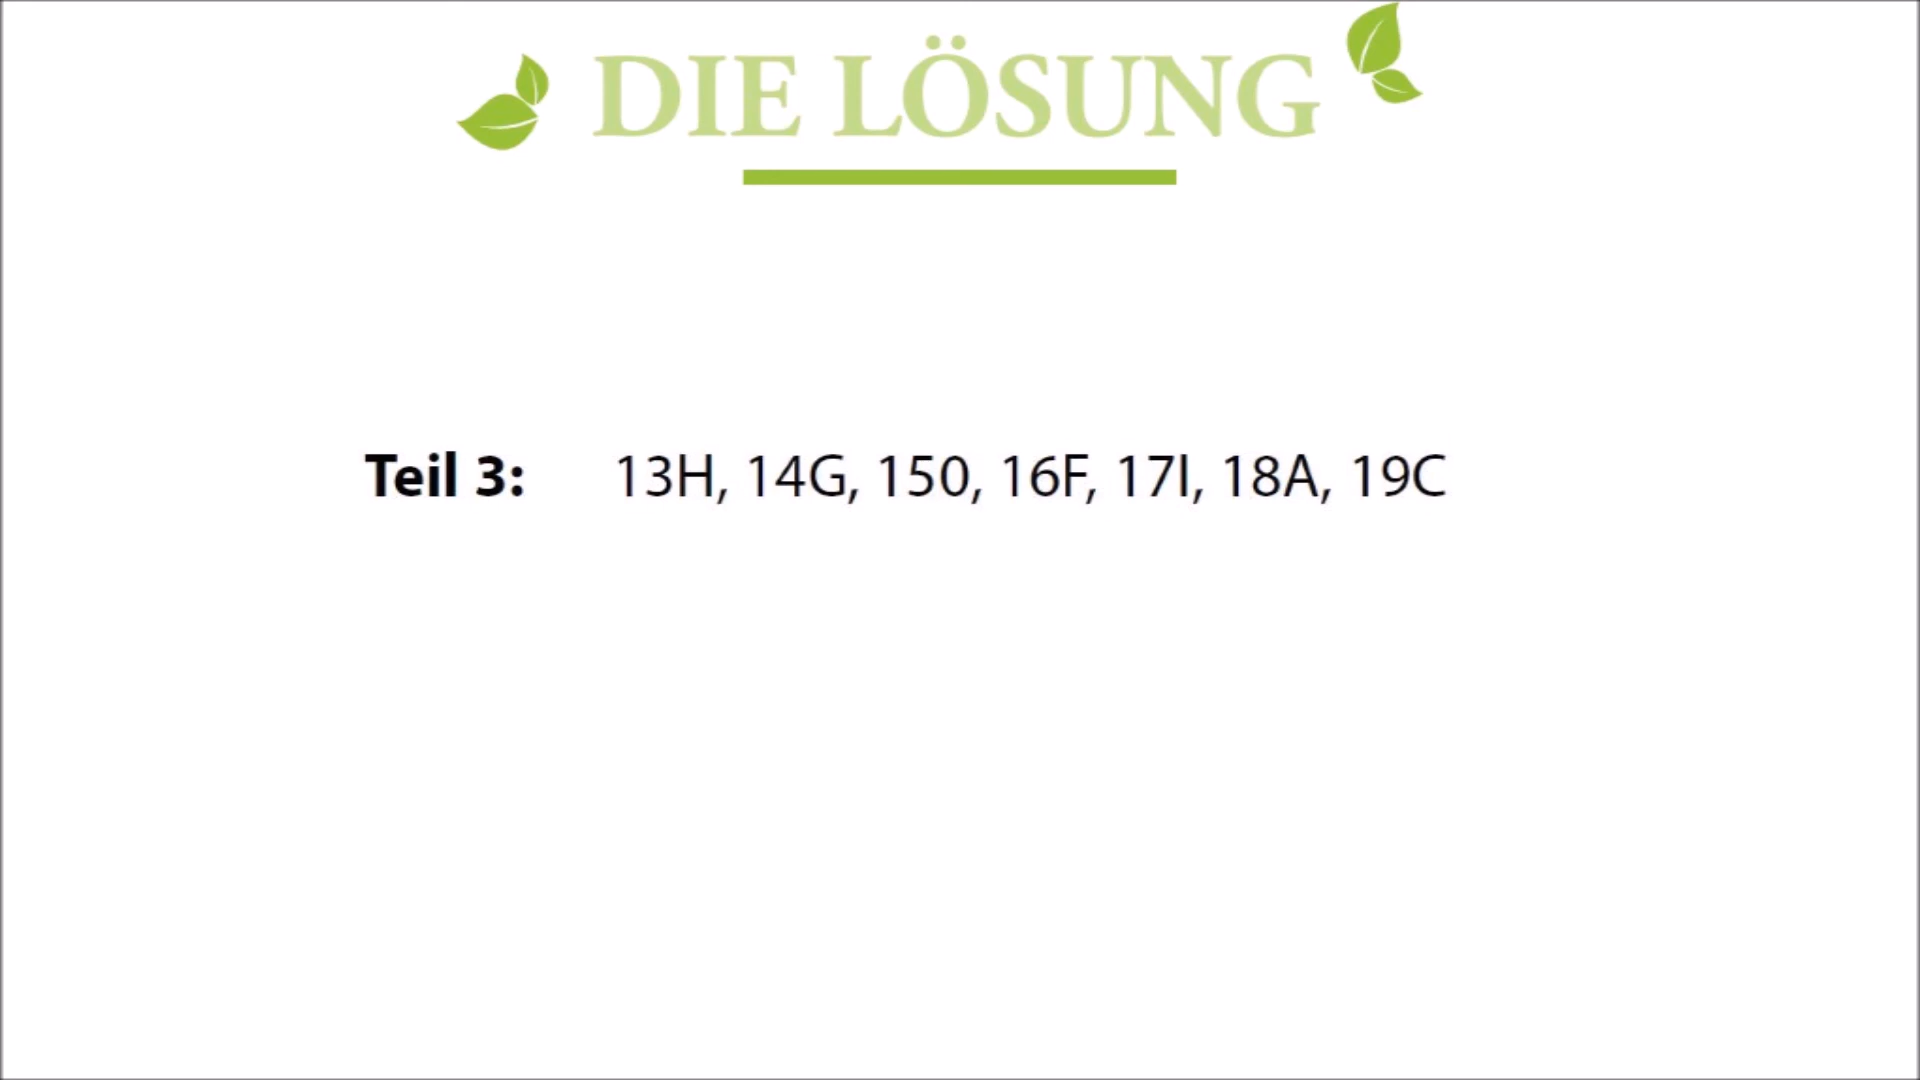 DIE LÖSUNG
Teil 3: 13H, 14G, 150, 16F, 17I, 18A, 19C